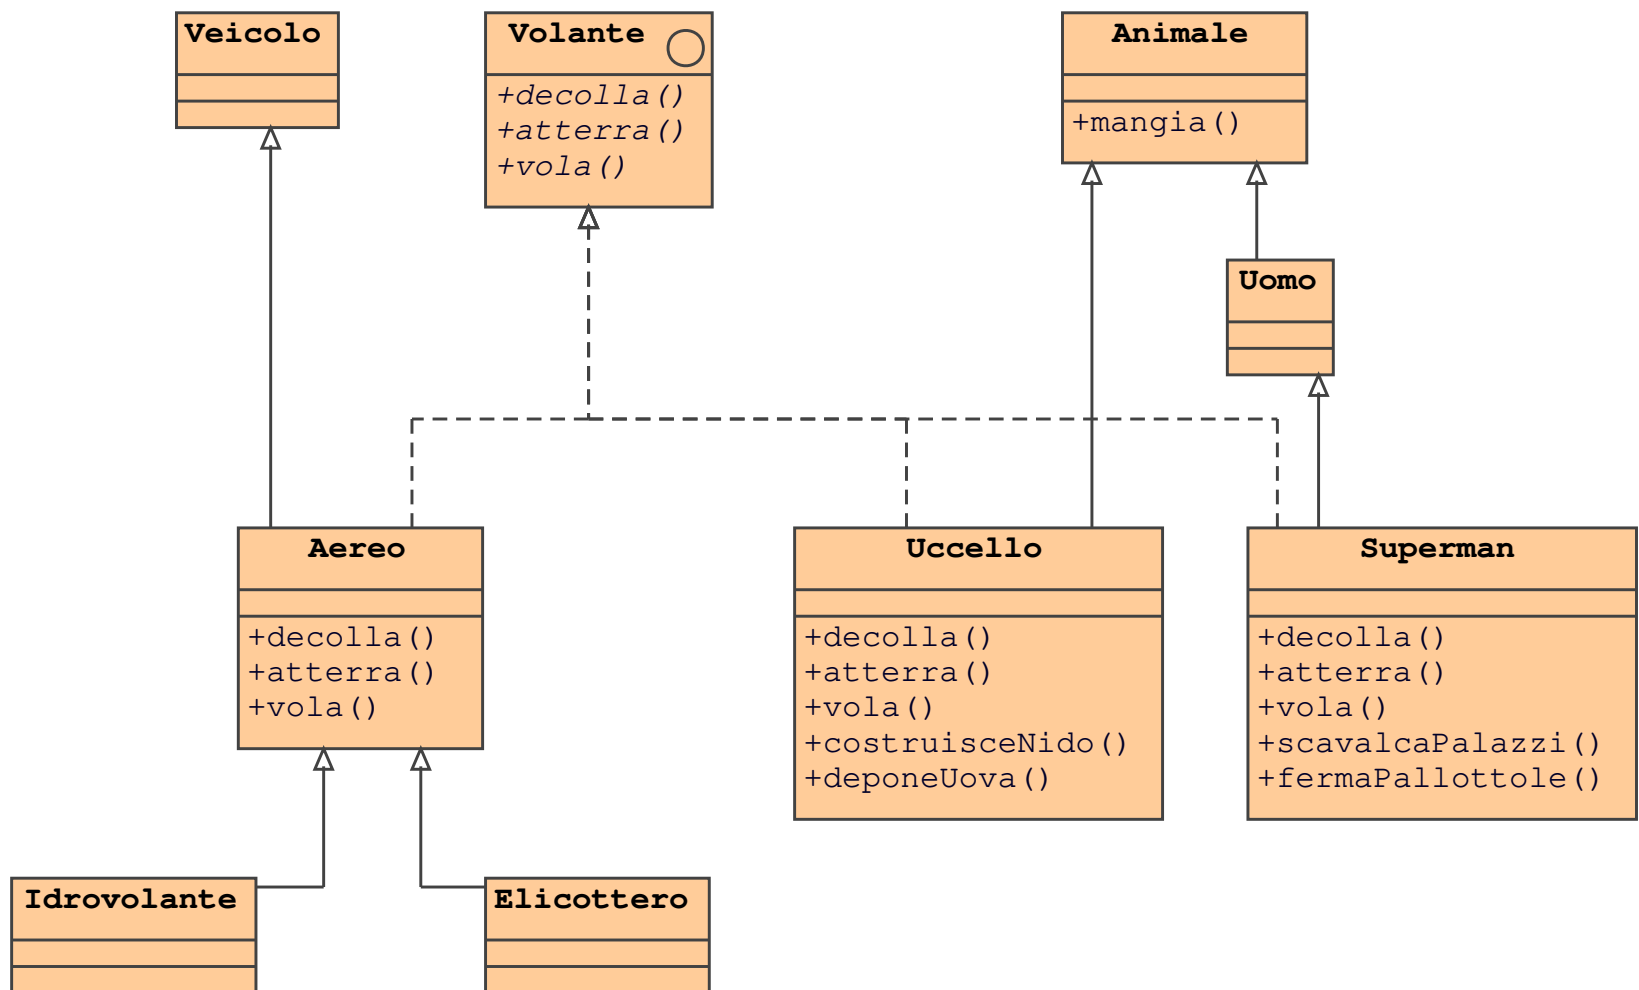 Veicolo
Volante
+decolla()
+atterra()
+vola()
Animale
+mangia()
Uomo
Aereo
+decolla()
+atterra()
+vola()
Uccello
+decolla()
+atterra()
+vola()
+costruisceNido()
+deponeUova()
Superman
+decolla()
+atterra()
+vola()
+scavalcaPalazzi()
+fermaPallottole()
Idrovolante
Elicottero